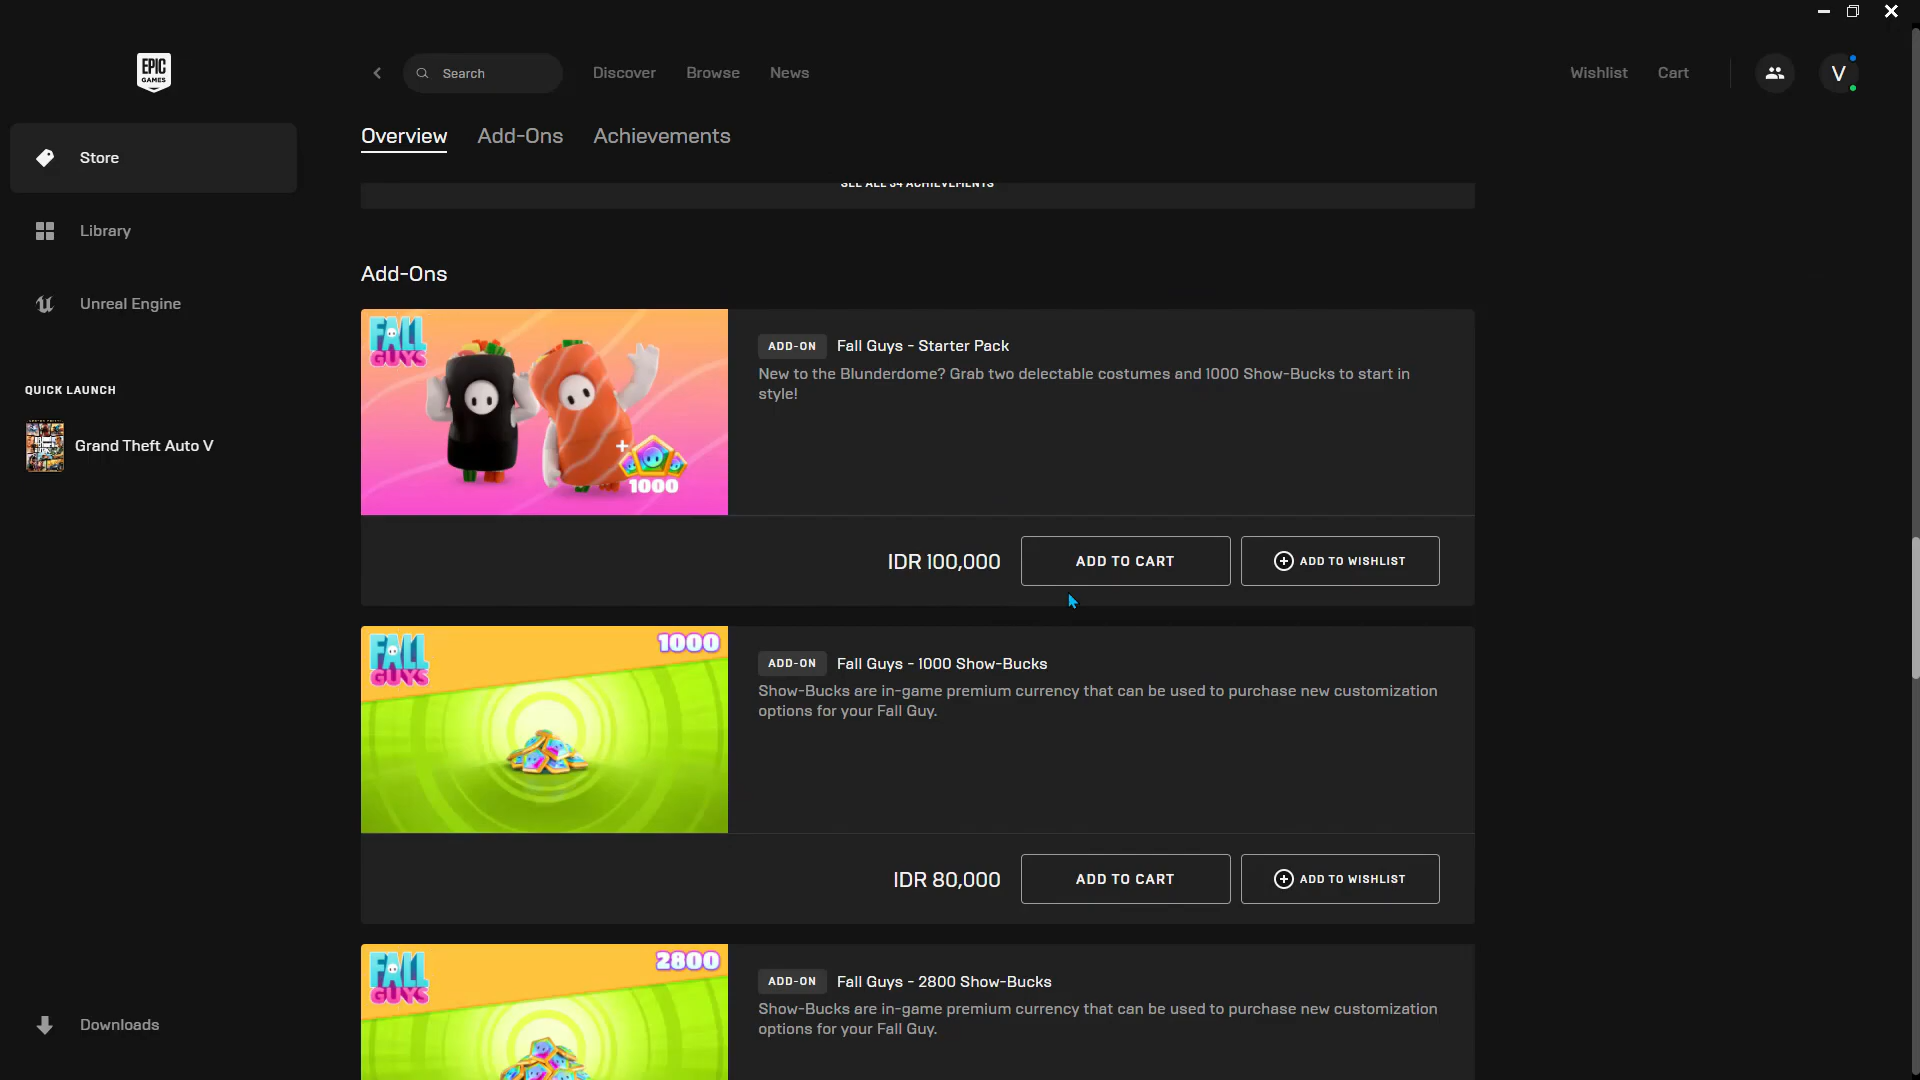 EPIC
GAMES
Search
Discover
Browse
News
Wishlist
Cart
V
Overview
Add-Ons
Achievements
Store
Library
Unreal Engine
QUICK LAUNCH
Grand Theft Auto V
Downloads
SEE ALL 34 ACHIEVEMENTS
Add-Ons
FALL
GUYS
+
1000
ADD-ON Fall Guys - Starter Pack
New to the Blunderdome? Grab two delectable costumes and 1000 Show-Bucks to start in
style!
IDR 100,000
ADD TO CART
ADD TO WISHLIST
FALL
GUYS
1000
ADD-ON Fall Guys - 1000 Show-Bucks
Show-Bucks are in-game premium currency that can be used to purchase new customization
options for your Fall Guy.
IDR 80,000
ADD TO CART
ADD TO WISHLIST
FALL
GUYS
2800
ADD-ON Fall Guys - 2800 Show-Bucks
Show-Bucks are in-game premium currency that can be used to purchase new customization
options for your Fall Guy.